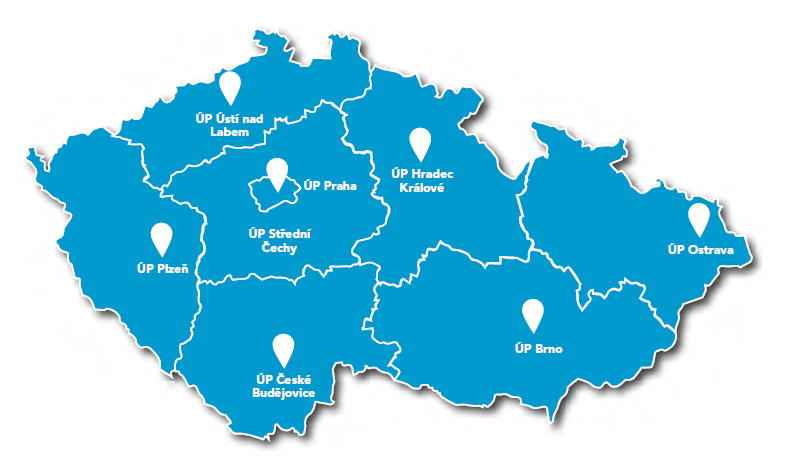 ÚP Ústí nad
Labem
ÚP Hradec
Králové
ÚP Praha
ÚP Střední
Čechy
ÚP Plzeň
ÚP Ostrava
ÚP Brno
ÚP České
Budějovice